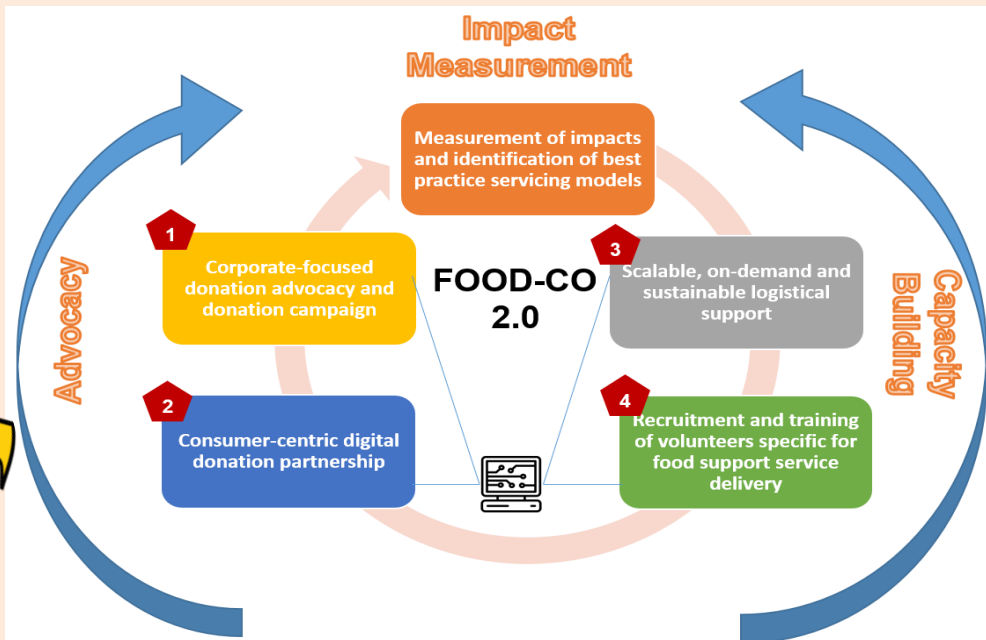 Impact
Measurement
Measurement of impacts
and identification of best
practice servicing models
Advocacy
1
Corporate-focused
donation advocacy and
donation campaign
2
Consumer-centric digital
donation partnership
FOOD-CO
2.0
3
Scalable, on-demand and
sustainable logistical
support
4
Recruitment and training
of volunteers specific for
food support service
delivery
Capacity
Building